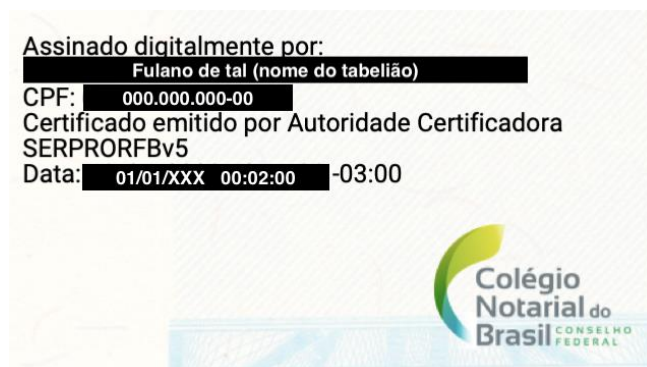 Assinado digitalmente por:
Fulano de tal (nome do tabelião)
CPF: 000.000.000-00
Certificado emitido por Autoridade Certificadora
SERPRORFBv5
Data: 01/01/XXX 00:02:00 -03:00
Colégio
Notarial do
Brasil CONSELHO
FEDERAL